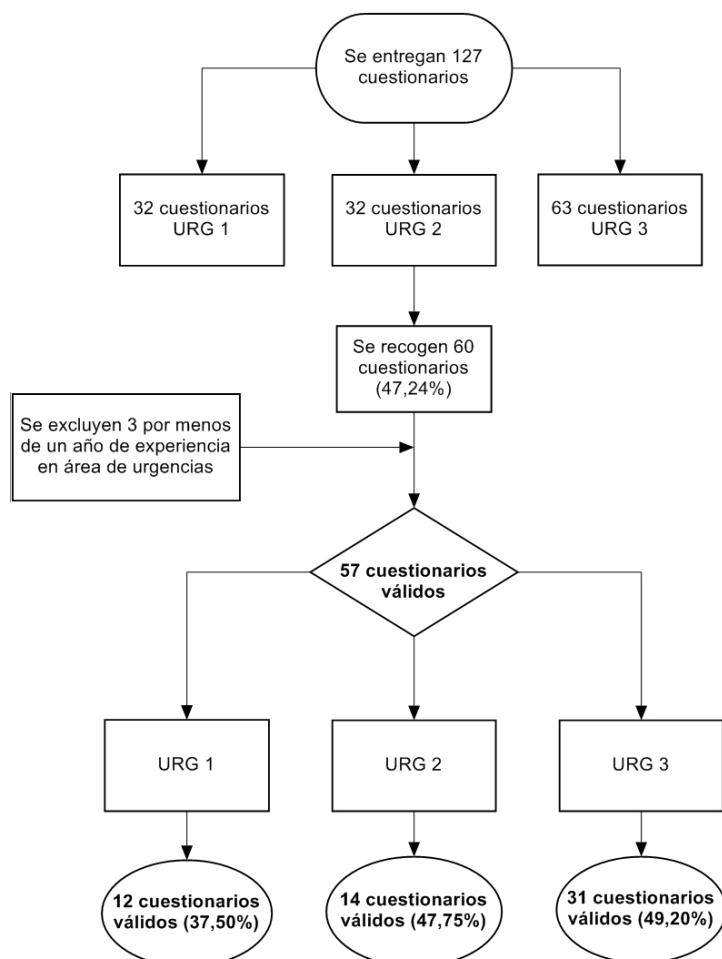 Se entregan 127
cuestionarios
32 cuestionarios
URG 1
32 cuestionarios
URG 2
63 cuestionarios
URG 3
Se recogen 60
cuestionarios
(47,24%)
Se excluyen 3 por menos
de un año de experiencia
en área de urgencias
57 cuestionarios
válidos
URG 1
URG 2
URG 3
12 cuestionarios
válidos (37,50%)
14 cuestionarios
válidos (47,75%)
31 cuestionarios
válidos (49,20%)